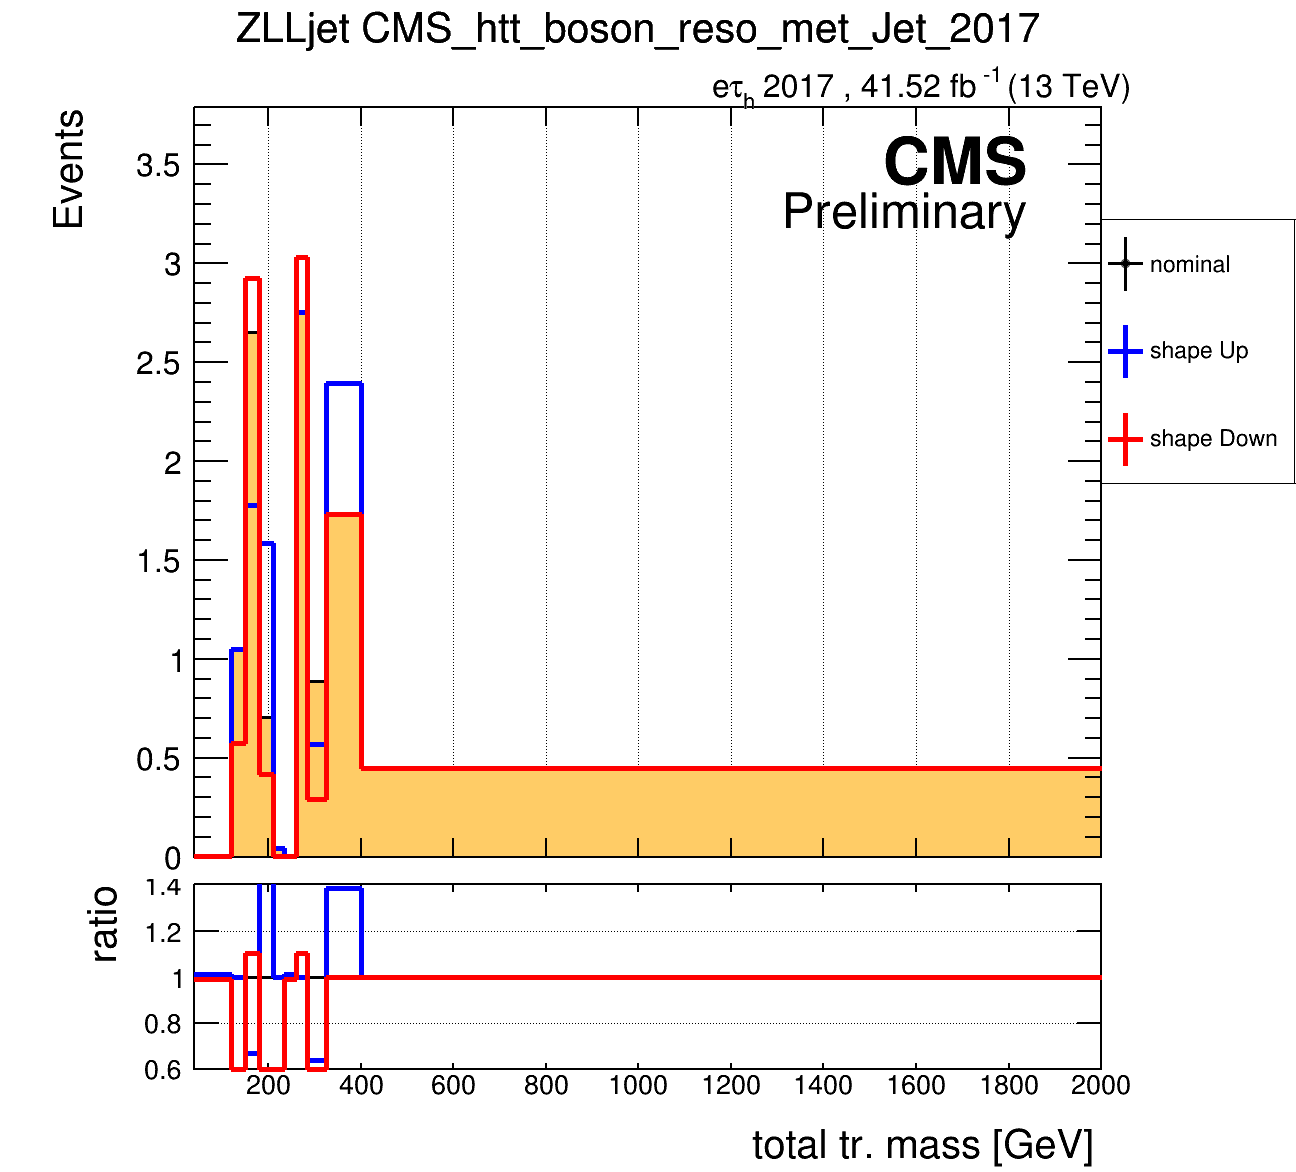 ZLLjet CMS_htt_boson_reso_met_Jet_2017
eτh 2017 , 41.52 fb -1 (13 TeV)
Events
CMS
Preliminary
3.5
3
2.5
2
1.5
1
0.5
0
nominal
shape Up
shape Down
ratio
1.4
1.2
1
0.8
0.6
200 400 600 800 1000 1200 1400 1600 1800 2000
total tr. mass [GeV]